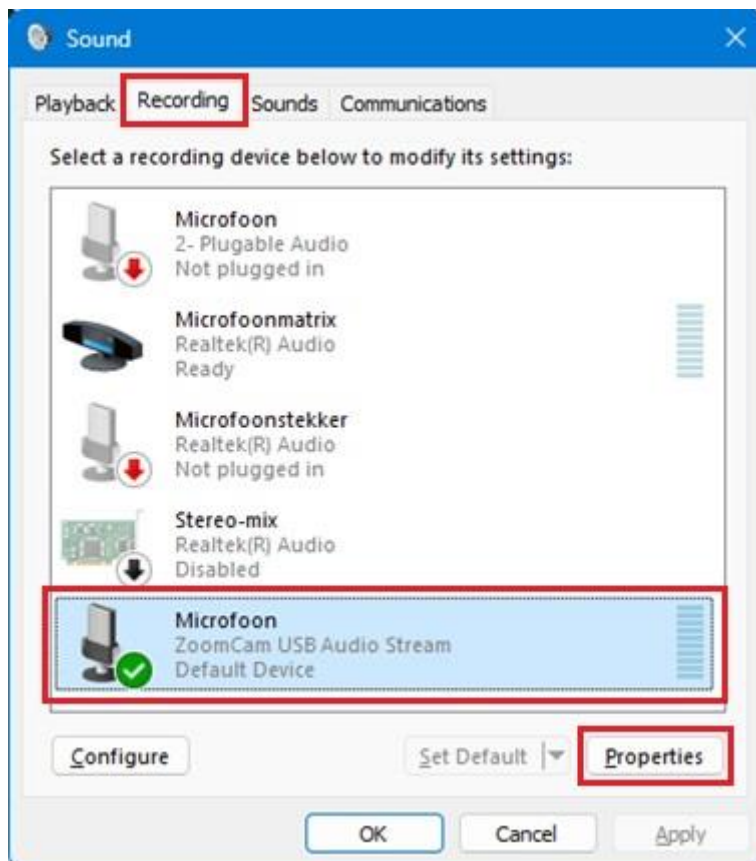 Sound
Playback Recording Sounds Communications
Select a recording device below to modify its settings:
Microfoon
2- Plugable Audio
Not plugged in
Microfoonmatrix
Realtek(R) Audio
Ready
Microfoonstekker
Realtek(R) Audio
Not plugged in
Stereo-mix
Realtek(R) Audio
Disabled
Microfoon
ZoomCam USB Audio Stream
Default Device
Configure Set Default Properties
OK Cancel Apply